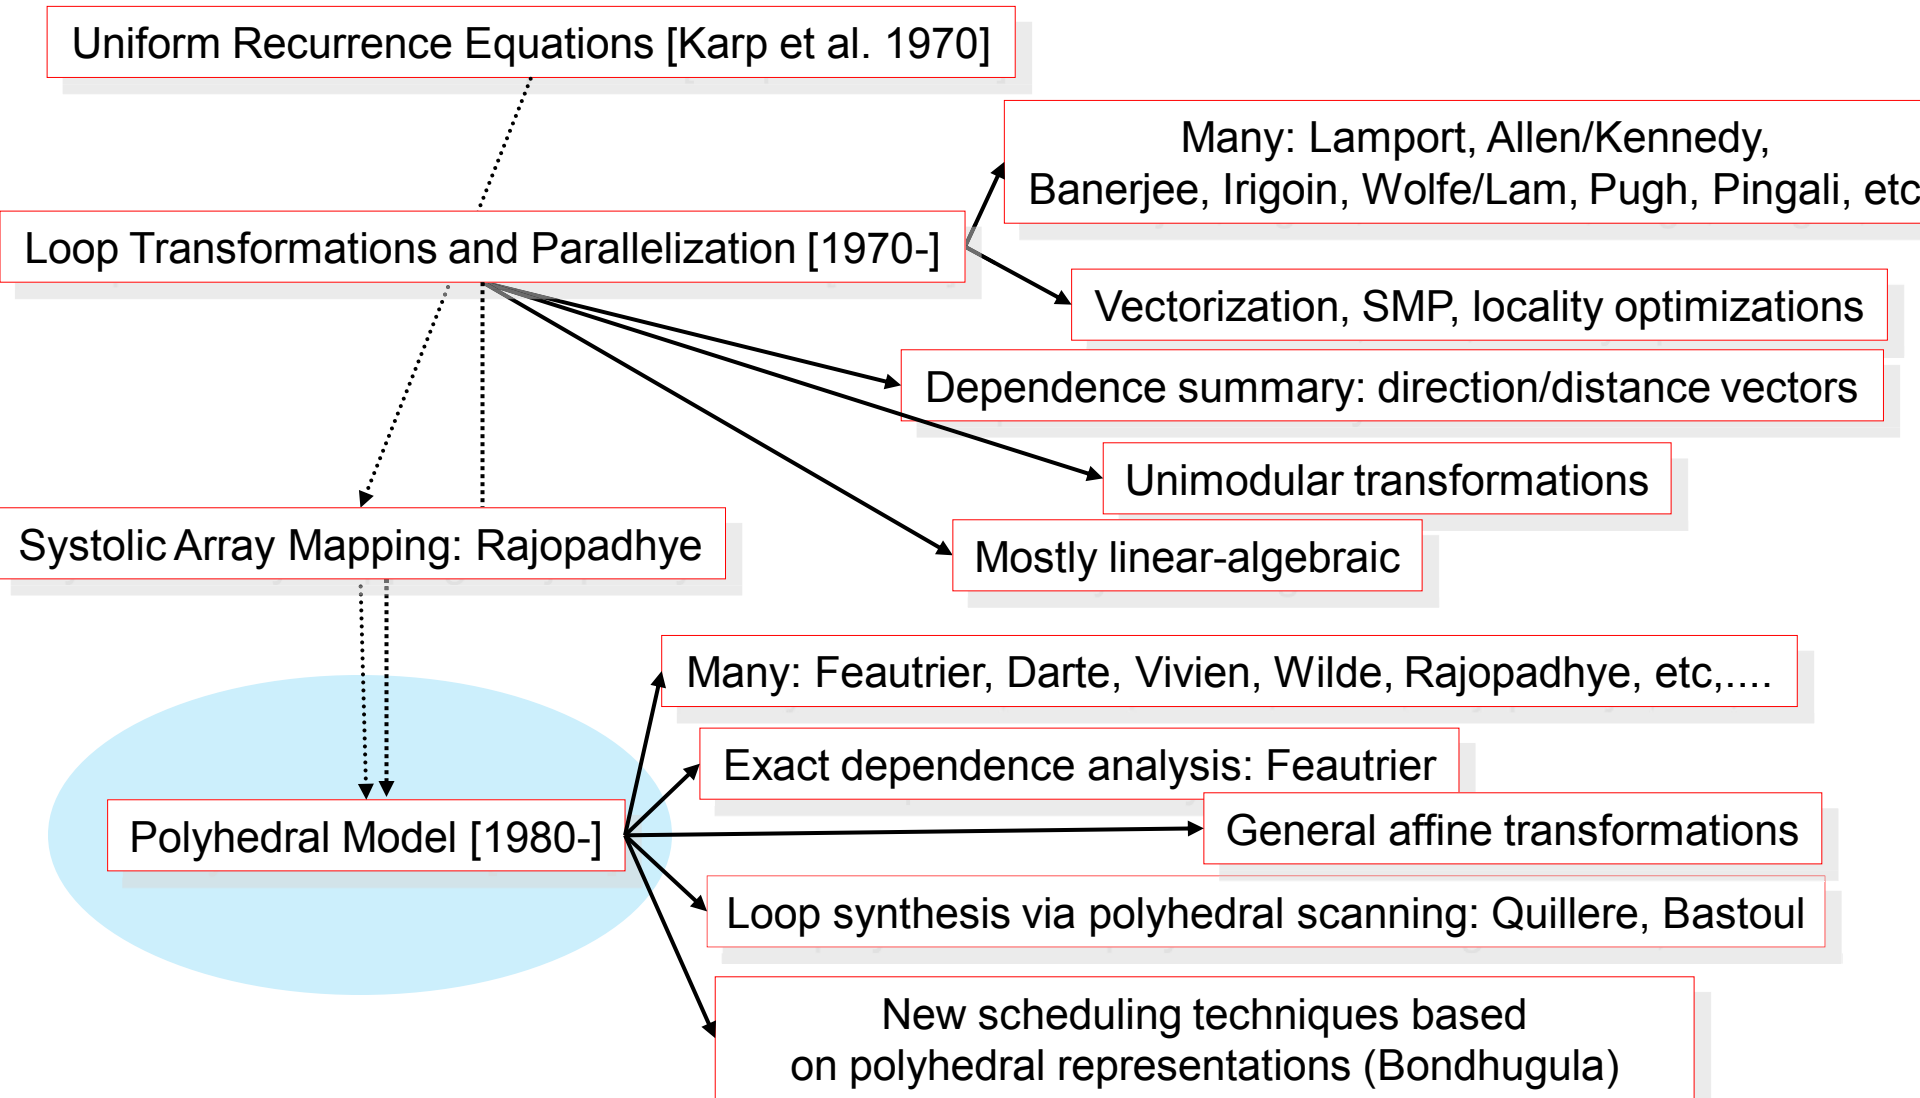 Uniform Recurrence Equations [Karp et al. 1970]
Many: Lamport, Allen/Kennedy,
Banerjee, Irigoin, Wolfe/Lam, Pugh, Pingali, etc
Loop Transformations and Parallelization [1970-]
Vectorization, SMP, locality optimizations
Dependence summary: direction/distance vectors
Unimodular transformations
Systolic Array Mapping: Rajopadhye
Mostly linear-algebraic
Many: Feautrier, Darte, Vivien, Wilde, Rajopadhye, etc,....
Exact dependence analysis: Feautrier
Polyhedral Model [1980-]
General affine transformations
Loop synthesis via polyhedral scanning: Quillere, Bastoul
New scheduling techniques based
on polyhedral representations (Bondhugula)